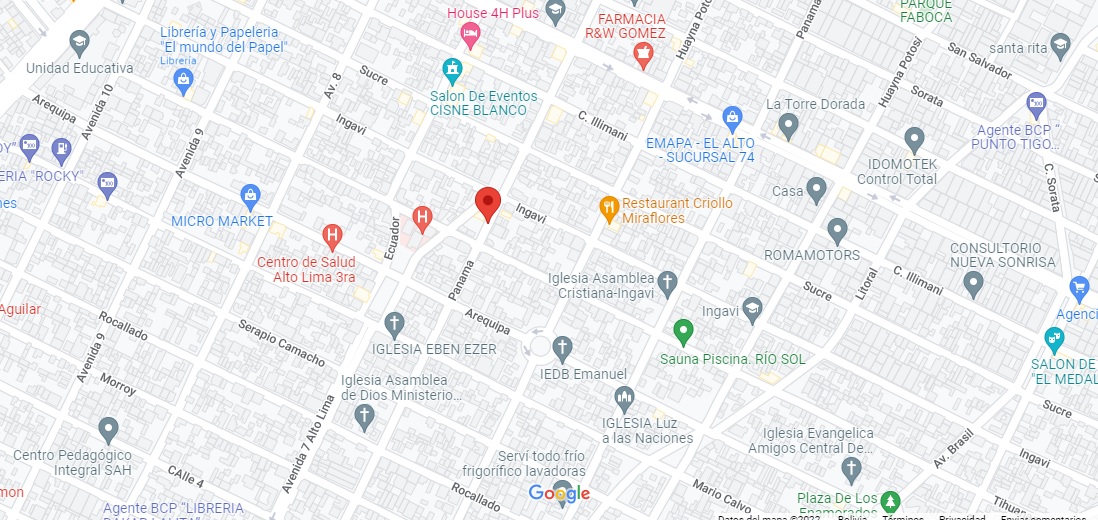 House 4H Plus
FARMACIA
R&W GOMEZ
PARQUE
FABOCA
Librería y Papeleria
"El mundo del Papel"
Librería
Huayna Poto
Panama
Unidad Educativa
santa rita
San Salvador
Sucre
Av. 8
Avenida 10
Arequipa
Salon De Eventos
CISNE BLANCO
Huayna Potosí
Sorata
La Torre Dorada
C. Illimani
Ingavi
Avenida 9
EMAPA - EL ALTO
- SUCURSAL 74
Agente BCP "
PUNTO TIGO...
IDOMOTEK
Control Total
ERIA "ROCKY"
C. Sorata
Casa
nes
MICRO MARKET
Ecuador
Ingavi
Restaurant Criollo
Miraflores
ROMAMOTORS
CONSULTORIO
NUEVA SONRISA
Centro de Salud
Alto Lima 3ra
Panama
Iglesia Asamblea
Cristiana-Ingavi
Sucre
Litoral
C. Illimani
Aguilar
Rocallado
Arequipa
Ingavi
Agenci
Avenida 9
Serapio Camacho
IGLESIA EBEN EZER
Sauna Piscina. RÍO SOL
SALON DE
"EL MEDAL
Morroy
Iglesia Asamblea
de Dios Ministerio...
IEDB Emanuel
Sucre
IGLESIA Luz
a las Naciones
Avenida 7 Alto Lima
Iglesia Evangelica
Amigos Central De...
Av. Brasil
Ingavi
Centro Pedagógico
Integral SAH
CAlle 4
Serví todo frío
frigorífico lavadoras
Rocallado
Google
Mario Calvo
Plaza De Los
Enamorados
Thuan
mon
Agente BCP "LIBRERIA
Datos del mapa ©2022
Bolivia
Términos
Privacidad
Enviar comentarios